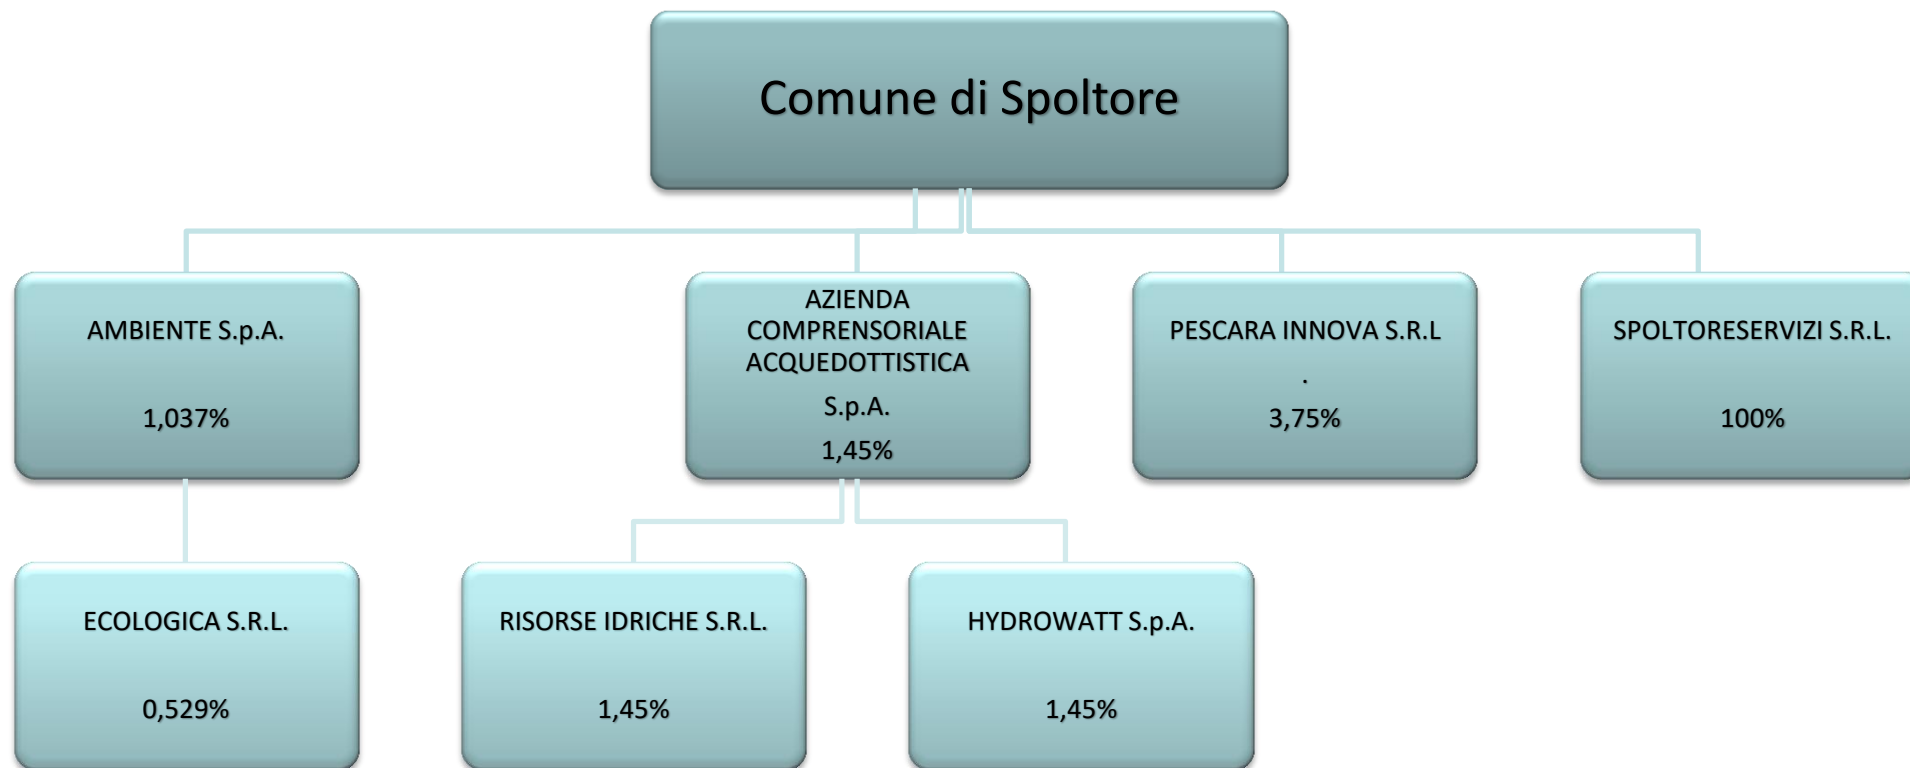 Comune di Spoltore
AMBIENTE S.p.A.
1,037%
AZIENDA
COMPRENSORIALE
ACQUEDOTTISTICA
S.p.A.
1,45%
PESCARA INNOVA S.R.L
.
3,75%
SPOLTORESERVIZI S.R.L.
100%
ECOLOGICA S.R.L.
0,529%
RISORSE IDRICHE S.R.L.
1,45%
HYDROWATT S.p.A.
1,45%